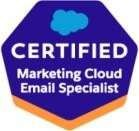 CERTIFIED
Marketing Cloud
Email Specialist